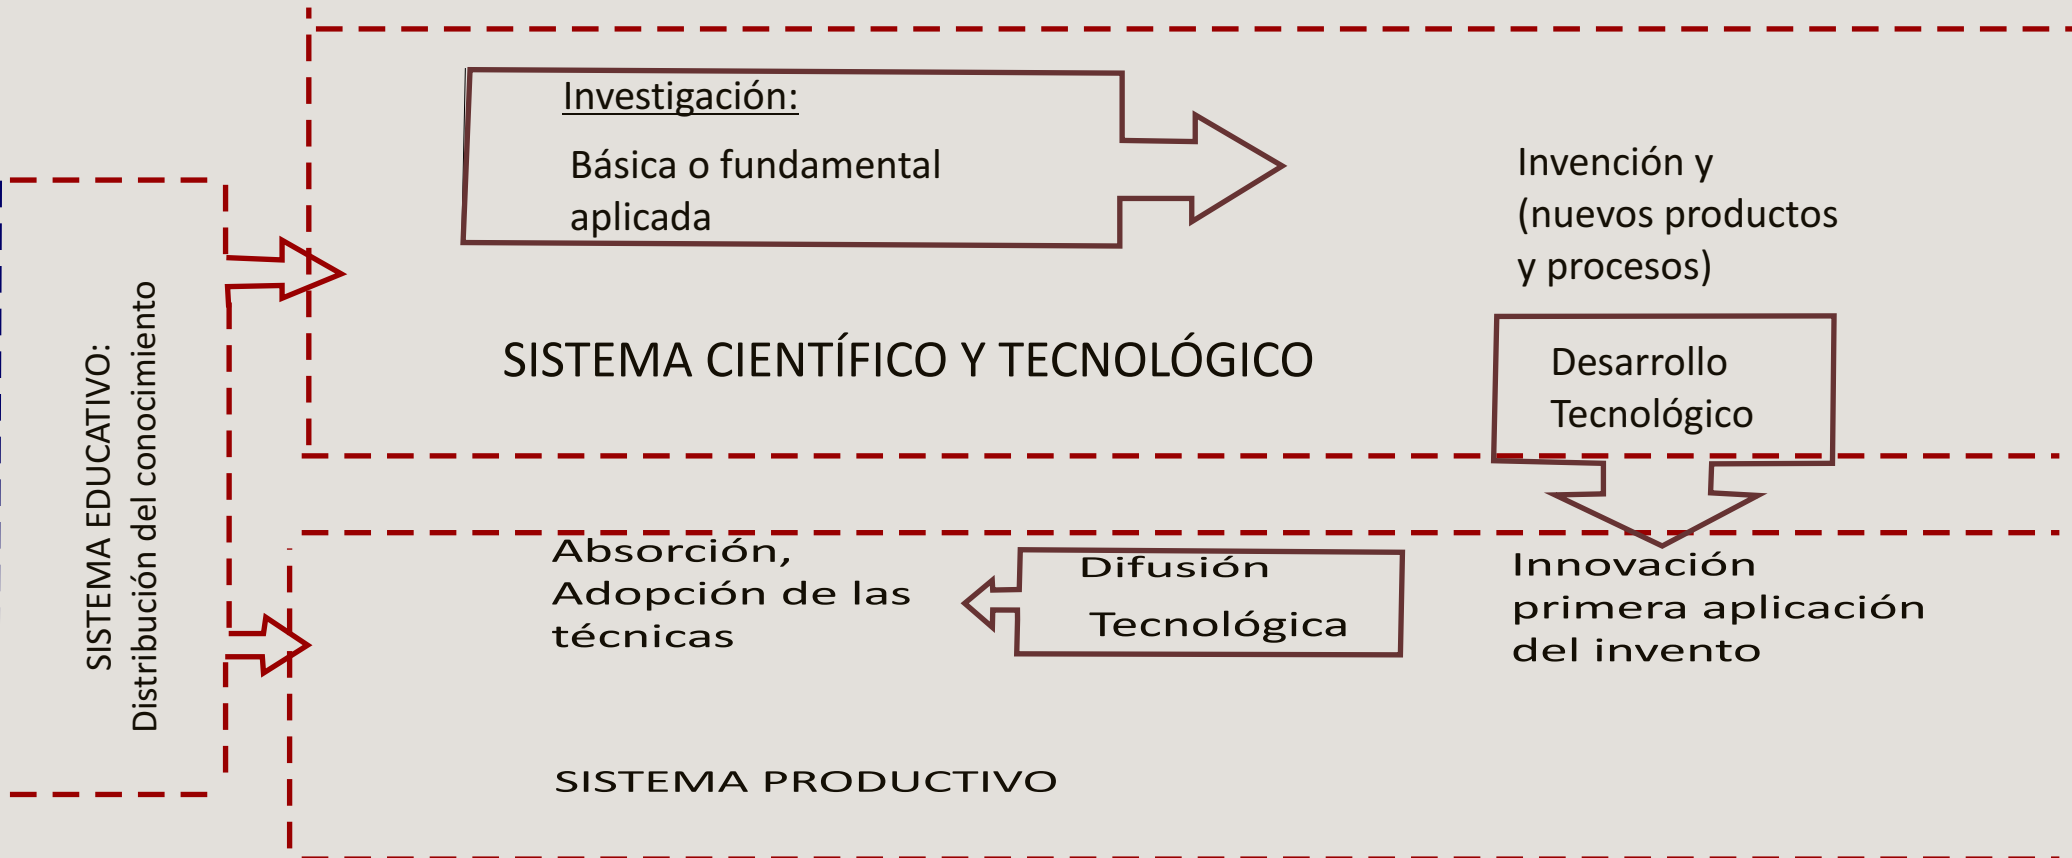 SISTEMA EDUCATIVO:
Distribución del conocimiento
Investigación:
Básica o fundamental
aplicada
Invención y
(nuevos productos
y procesos)
SISTEMA CIENTÍFICO Y TECNOLÓGICO
Desarrollo
Tecnológico
Absorción,
Adopción de las
técnicas
Difusión
Tecnológica
Innovación
primera aplicación
del invento
SISTEMA PRODUCTIVO